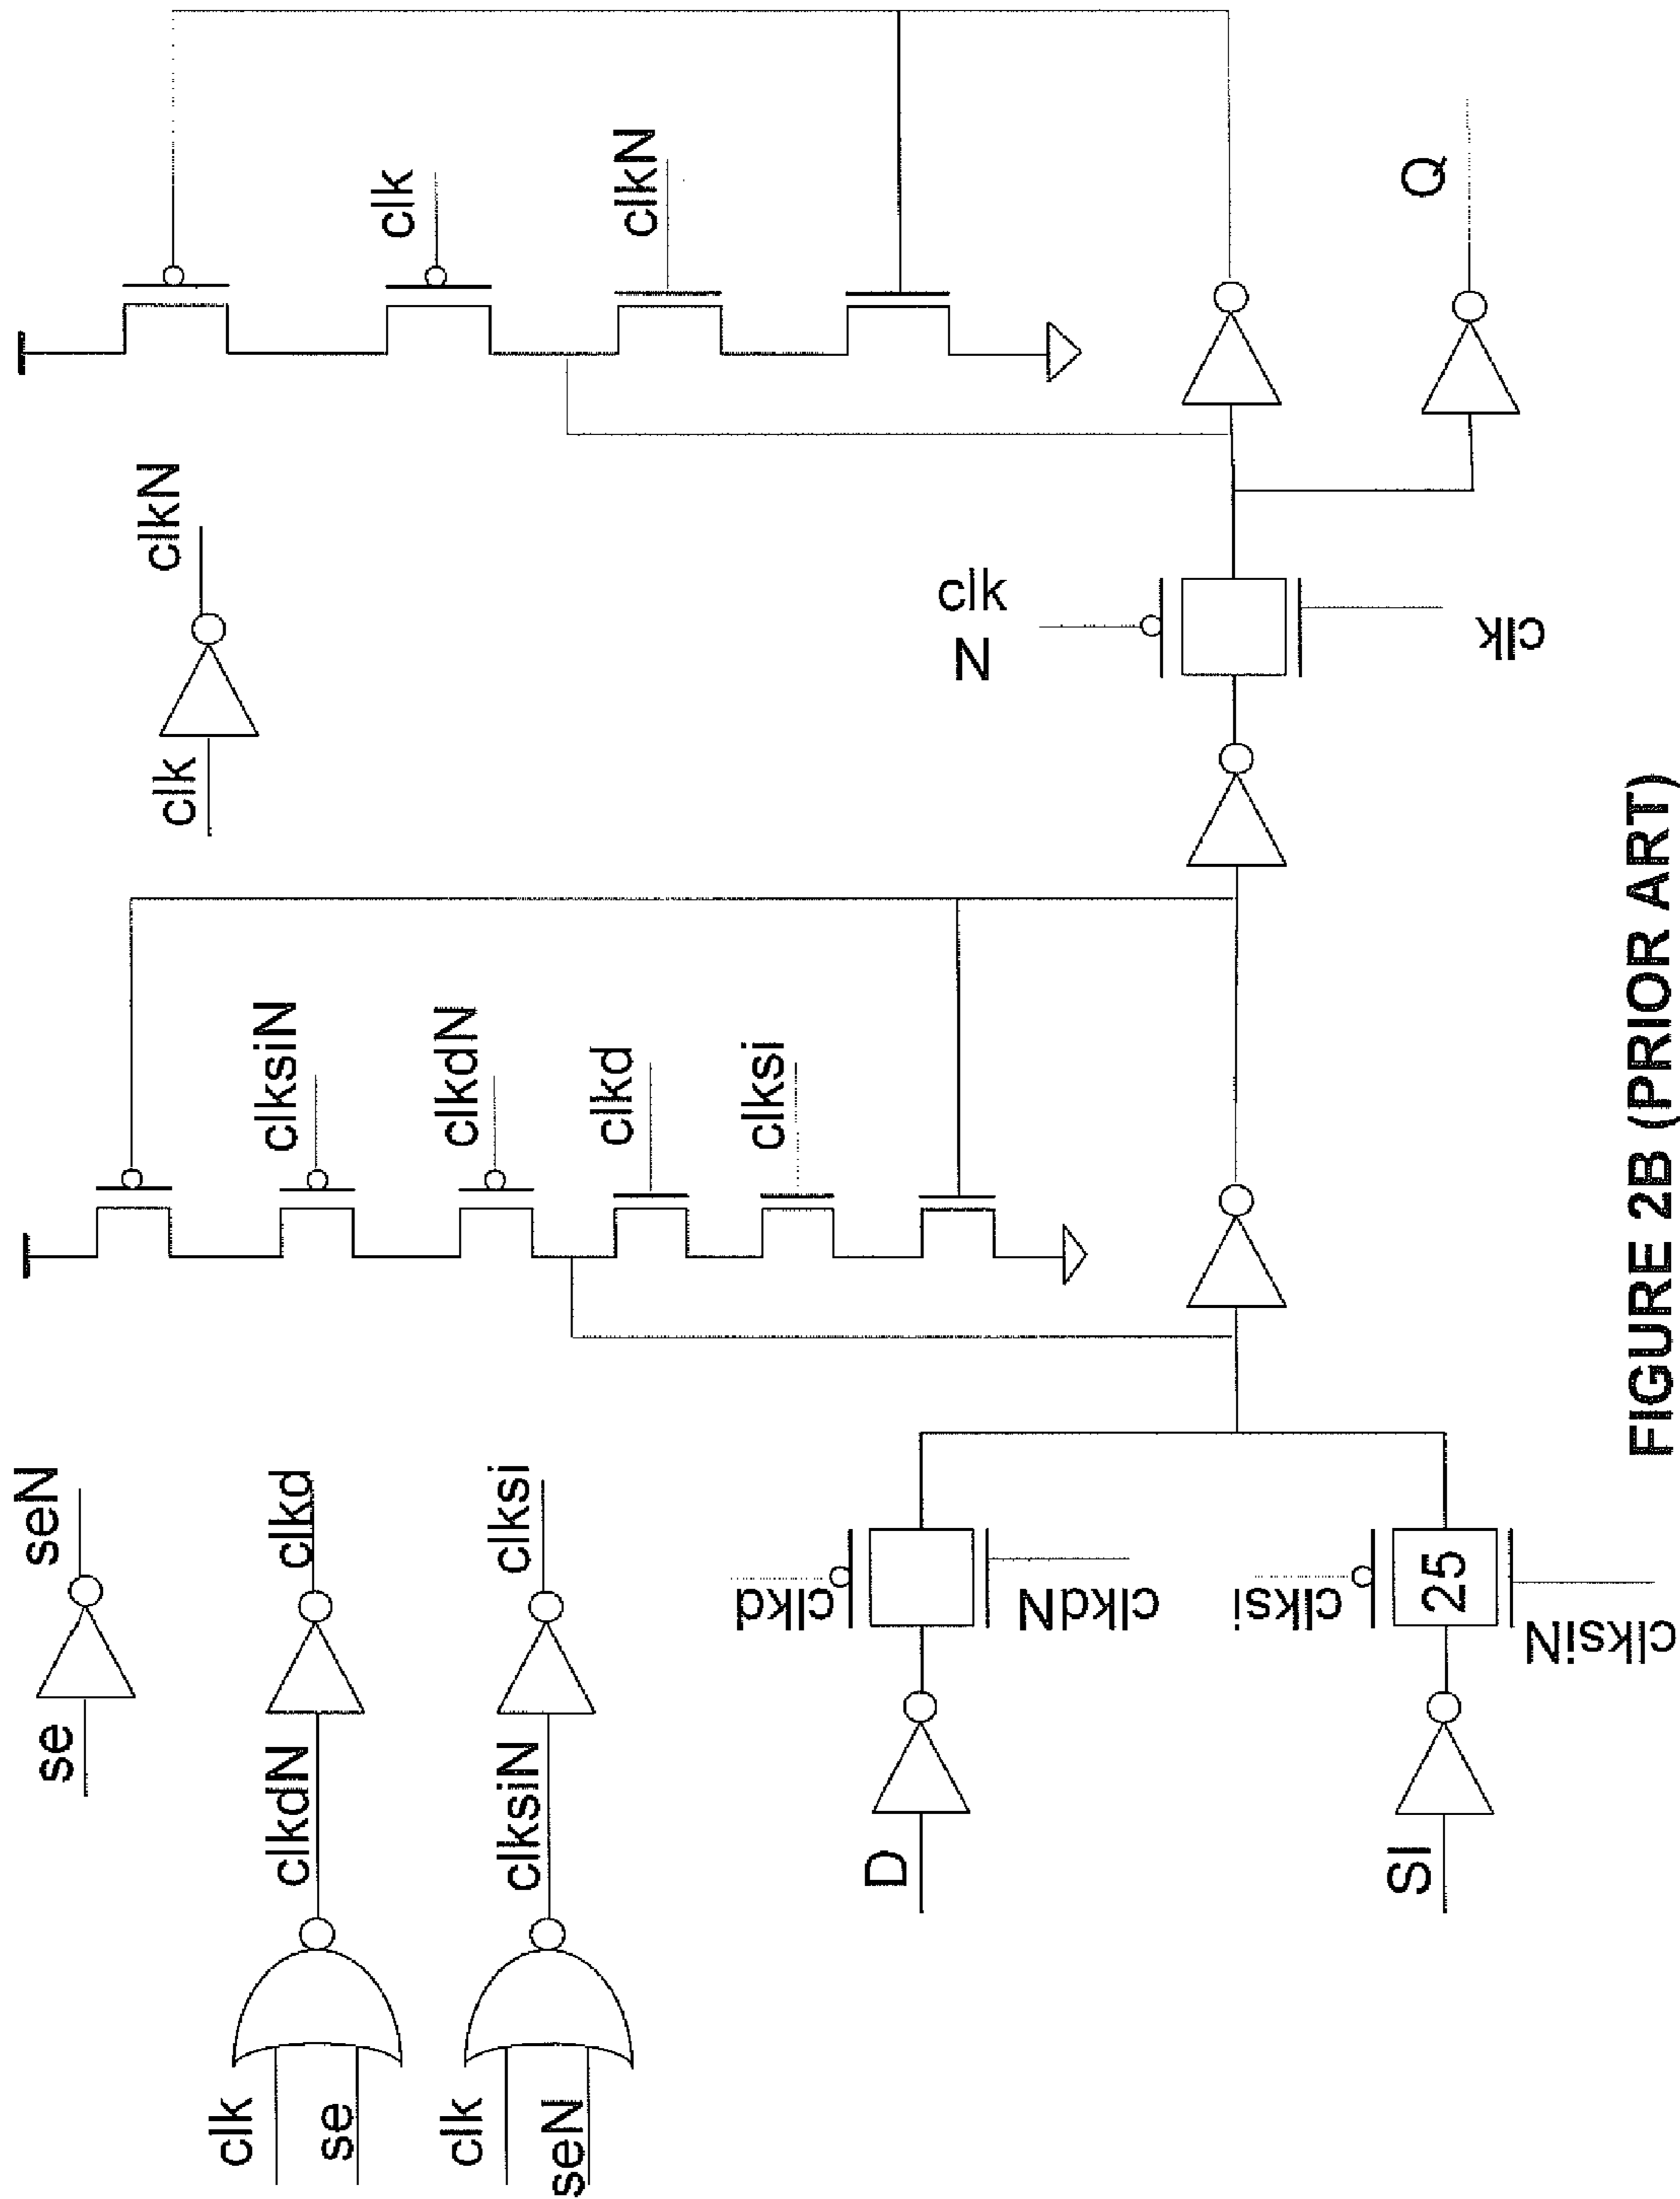 se
seN
clk
se
clkdN
clkd
clk
seN
clksiN
clksi
clksiN
clkdN
clkd
clksi
clk
clkN
clk
clkN
D
clkd
clkdN
SI
clksi
25
clksiN
clk
N
clk
Q
FIGURE 2B (PRIOR ART)